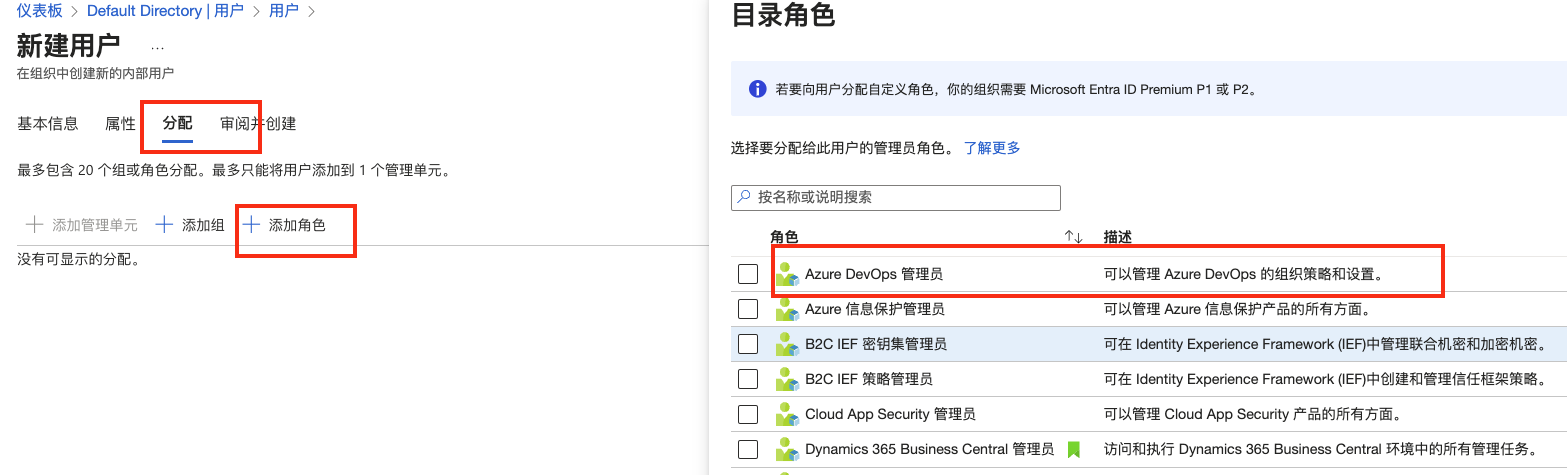 仪表板 > Default Directory | 用户 > 用户 >
新建用户 ...
在组织中创建新的内部用户
基本信息 属性 分配 审阅并创建
最多包含 20 个组或角色分配。最多只能将用户添加到 1 个管理单元。
添加管理单元 添加组 添加角色
没有可显示的分配。
目录角色
若要向用户分配自定义角色，你的组织需要 Microsoft Entra ID Premium P1 或 P2。
选择要分配给此用户的管理员角色。 了解更多
按名称或说明搜索
角色 描述
Azure DevOps 管理员 可以管理 Azure DevOps 的组织策略和设置。
Azure 信息保护管理员 可以管理 Azure 信息保护产品的所有方面。
B2C IEF 密钥集管理员 可在 Identity Experience Framework (IEF)中管理联合机密和加密机密。
B2C IEF 策略管理员 可在 Identity Experience Framework (IEF)中创建和管理信任框架策略。
Cloud App Security 管理员 可以管理 Cloud App Security 产品的所有方面。
Dynamics 365 Business Central 管理员 访问和执行 Dynamics 365 Business Central 环境中的所有管理任务。